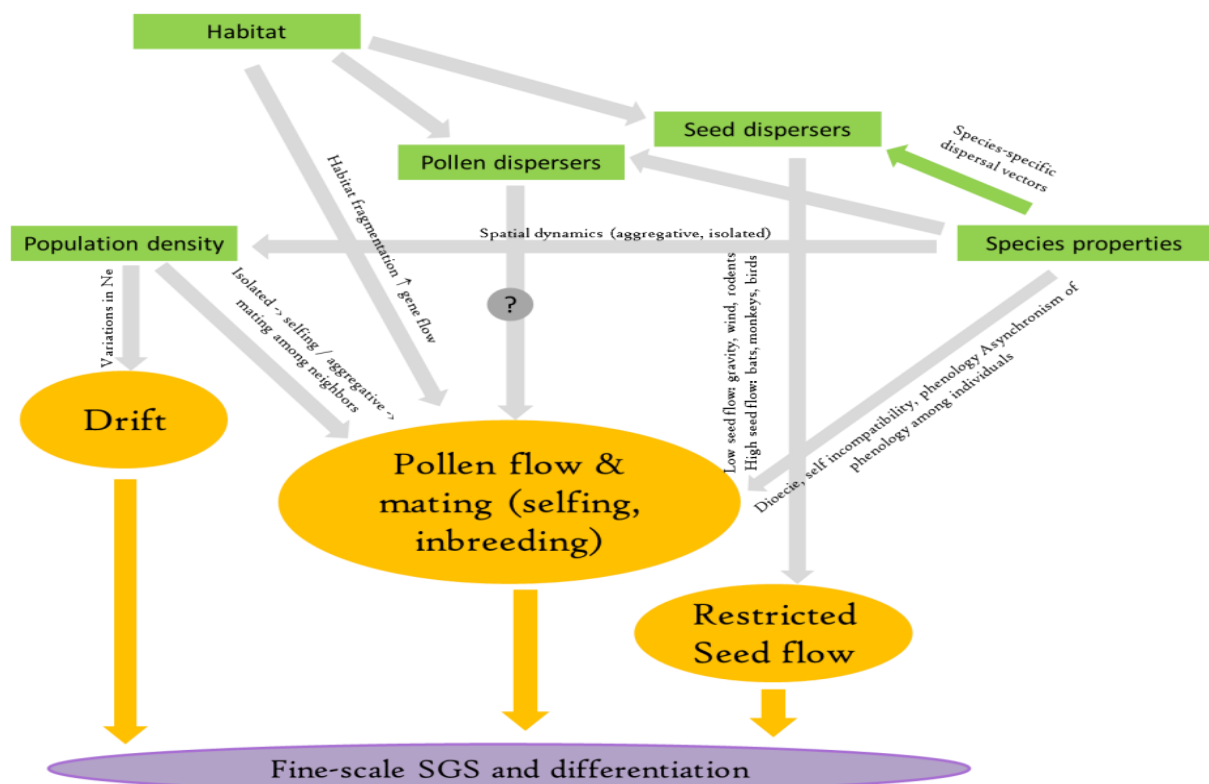 Habitat
Seed dispersers
Pollen dispersers
Species-specific
dispersal vectors
Population density
Spatial dynamics (aggregative, isolated)
Species properties
Habitat fragmentation ↑ gene flow
Variations in Ne
Isolated -> selfing / aggregative ->
mating among neighbors
?
Low seed flow: gravity, wind, rodents
High seed flow: bats, monkeys, birds
Dioecie, self incompatibility, phenology Asynchronism of
phenology among individuals
Drift
Pollen flow &
mating (selfing,
inbreeding)
Restricted
Seed flow
Fine-scale SGS and differentiation